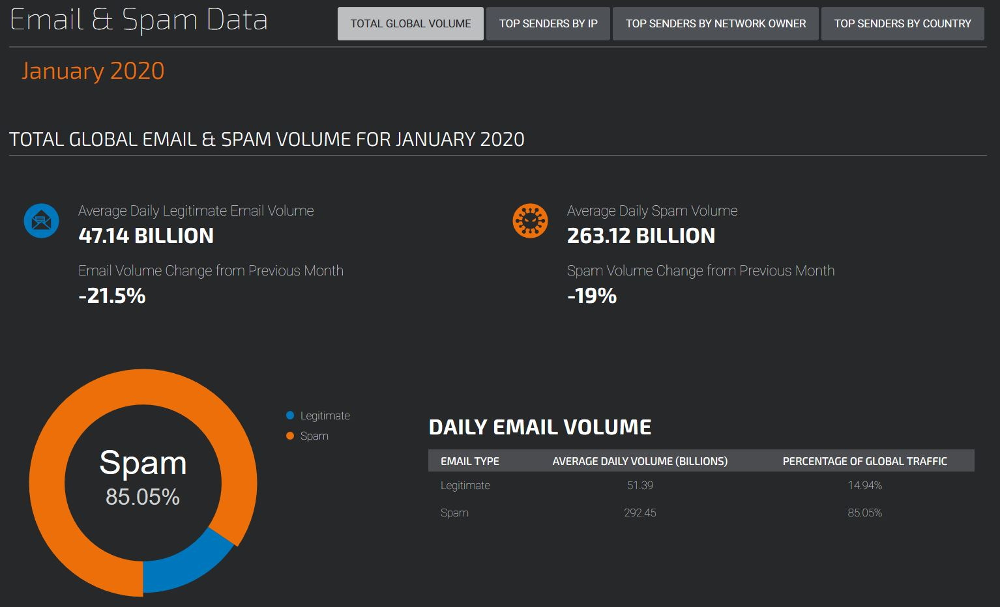 Email & Spam Data
TOTAL GLOBAL VOLUME
TOP SENDERS BY IP
TOP SENDERS BY NETWORK OWNER
TOP SENDERS BY COUNTRY
January 2020
TOTAL GLOBAL EMAIL & SPAM VOLUME FOR JANUARY 2020
Average Daily Legitimate Email Volume
47.14 BILLION
Email Volume Change from Previous Month
-21.5%
Average Daily Spam Volume
263.12 BILLION
Spam Volume Change from Previous Month
-19%
Spam
85.05%
Legitimate
Spam
DAILY EMAIL VOLUME
EMAIL TYPE AVERAGE DAILY VOLUME (BILLIONS) PERCENTAGE OF GLOBAL TRAFFIC
Legitimate 51.39 14.94%
Spam 292.45 85.05%